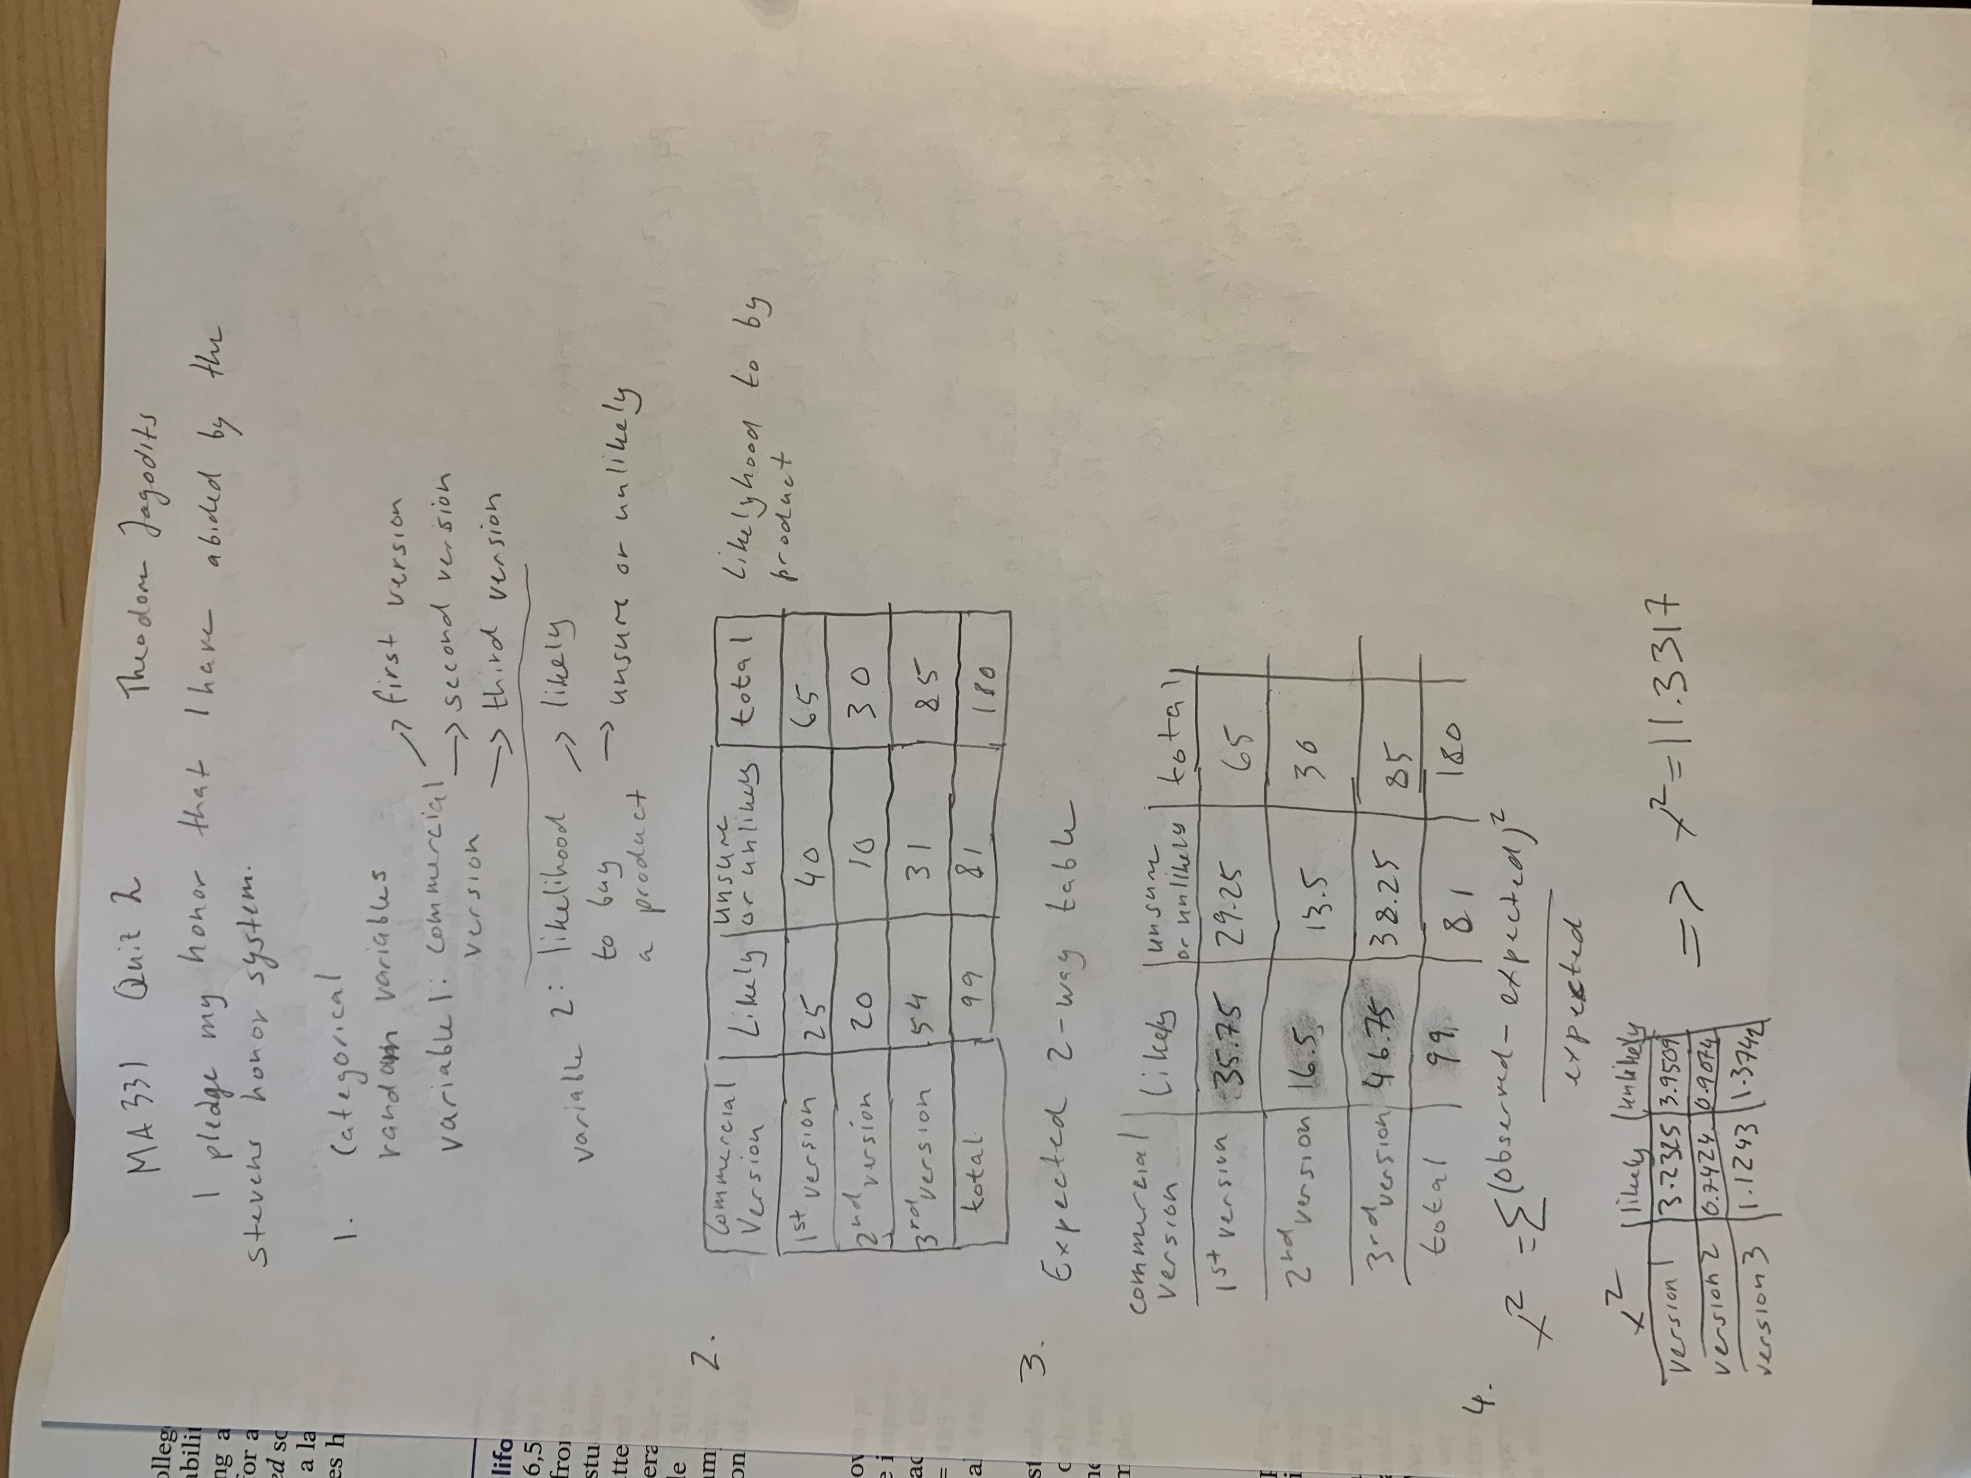 MA 331 Quiz 2 Theodore Jagodits
I pledge my honor that I have abided by the
stevens honor system.
1. Categorical
random variables
variable 1: commercial → first version
version → second version
→ third version
variable 2: likelihood → likely
to buy → unsure or unlikely
a product
2.
Likelyhood to by
product
Commercial Version | Likely | unsure or unlikely | total
1st version | 25 | 40 | 65
2nd version | 20 | 10 | 30
3rd version | 54 | 31 | 85
total | 99 | 81 | 180
3. Expected 2-way table
commercial version | Likely | unsure or unlikely | total
1st version | 35.75 | 29.25 | 65
2nd version | 16.5 | 13.5 | 30
3rd version | 46.75 | 38.25 | 85
total | 99 | 81 | 180
4. X² = Σ (observed - expected)²
expected
X² | likely | unlikely
version 1 | 3.2325 | 3.9509
version 2 | 0.7424 | 0.9074
version 3 | 1.1243 | 1.3742
=> X² = 11.3317